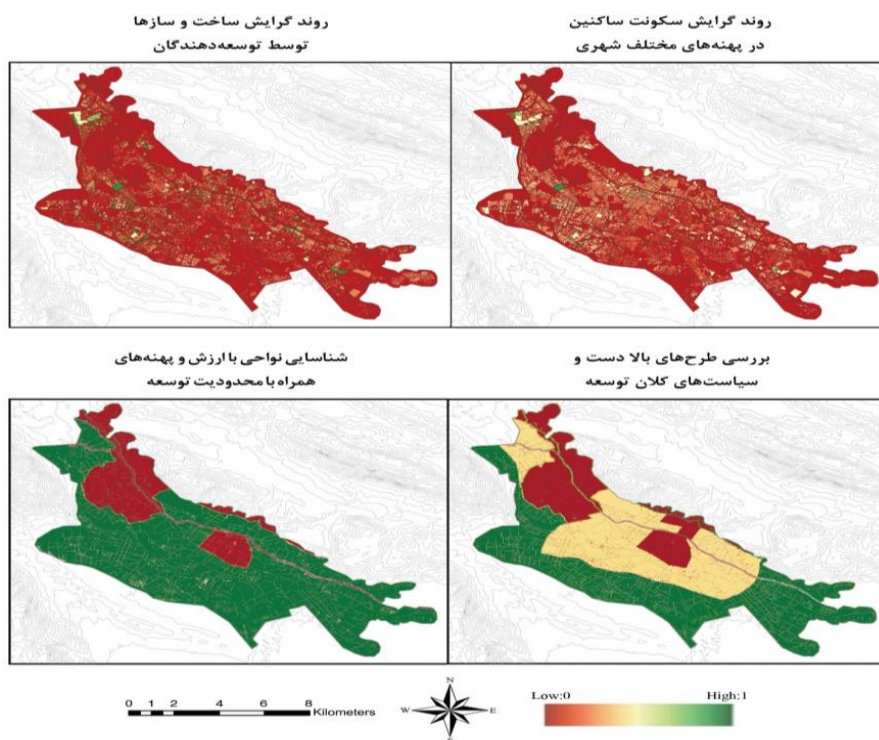 روند گرایش سکونت ساکنین
در پهنه‌های مختلف شهری
روند گرایش ساخت و سازها
توسط توسعه‌دهندگان
بررسی طرح‌های بالا دست و
سیاست‌های کلان توسعه
شناسایی نواحی با ارزش و پهنه‌های
همراه با محدودیت توسعه
0 1 2 4 6 8
Kilometers
N
W E
Low:0 High:1